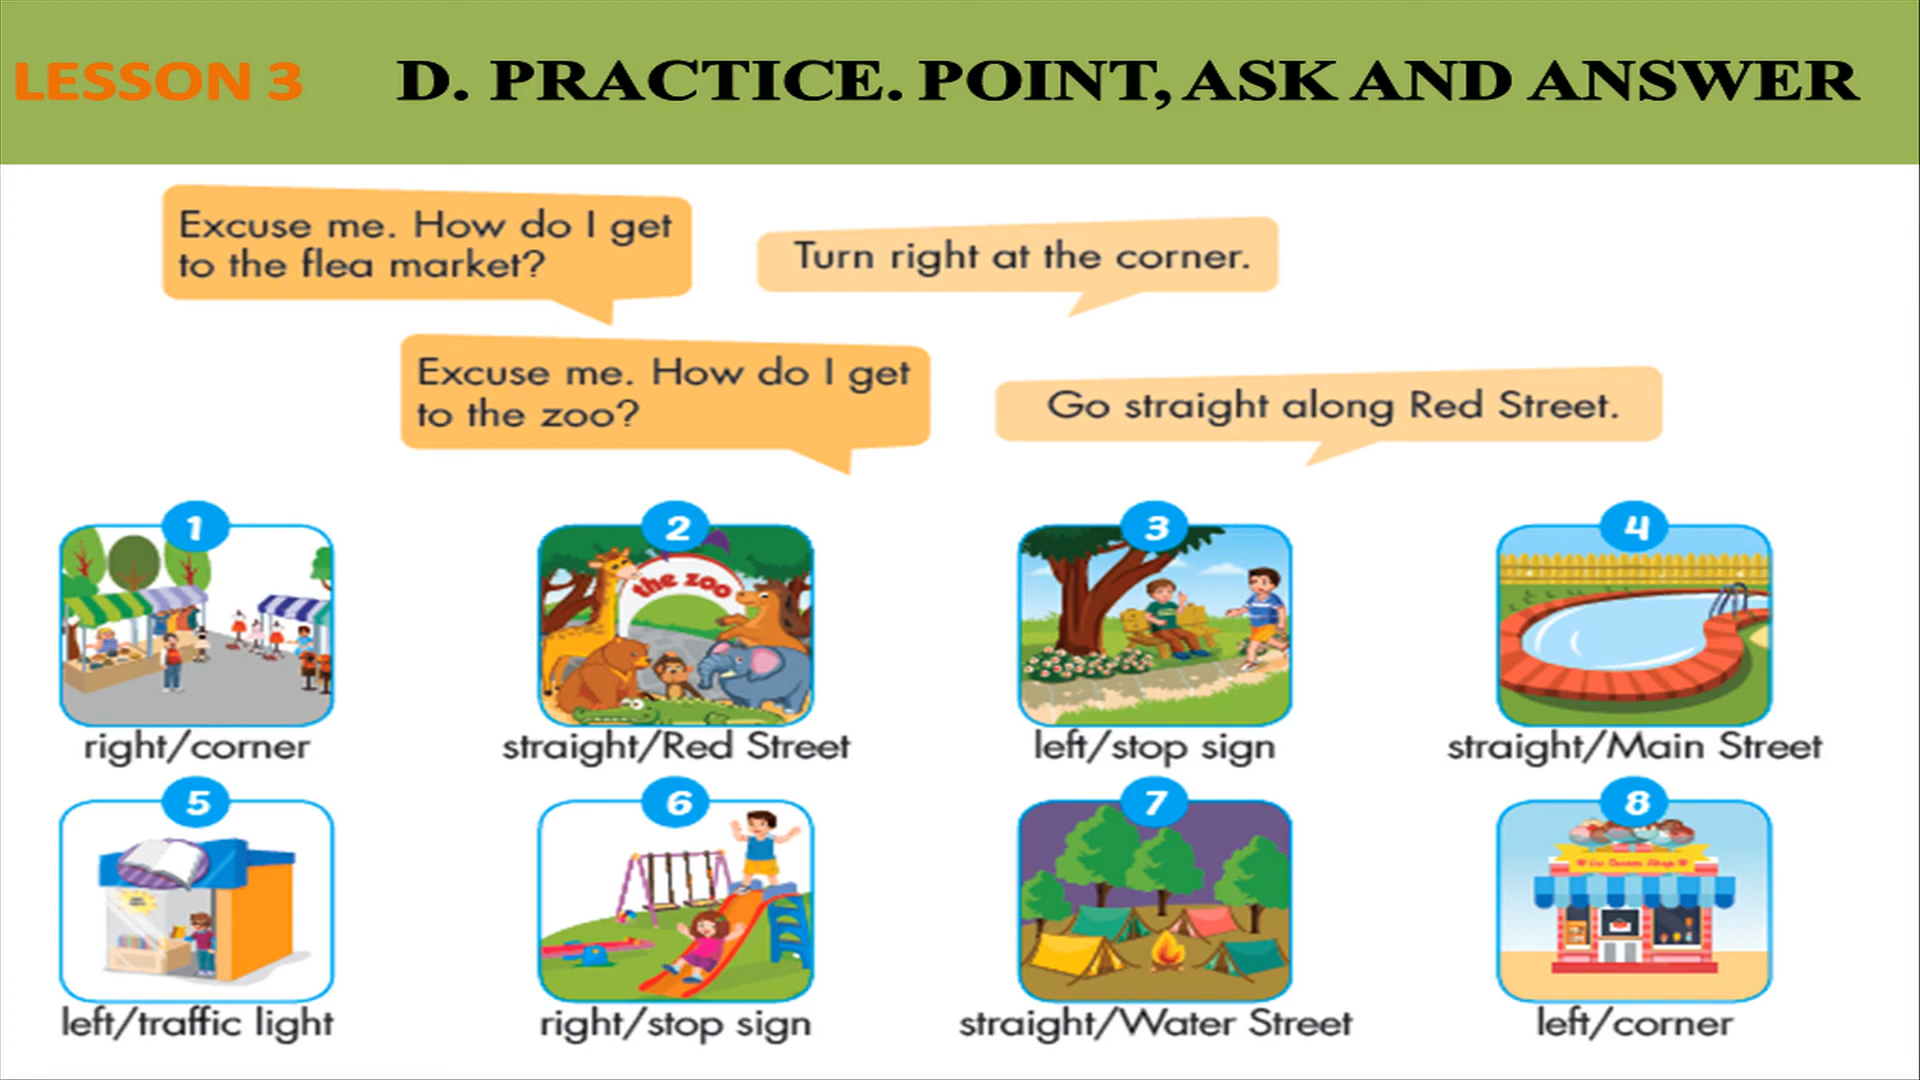 LESSON 3
D. PRACTICE. POINT, ASK AND ANSWER
Excuse me. How do I get
to the flea market?
Turn right at the corner.
Excuse me. How do I get
to the zoo?
Go straight along Red Street.
1
2
the zoo
3
4
right/corner
straight/Red Street
left/stop sign
straight/Main Street
5
6
7
8
Ice Cream Shop
left/traffic light
right/stop sign
straight/Water Street
left/corner